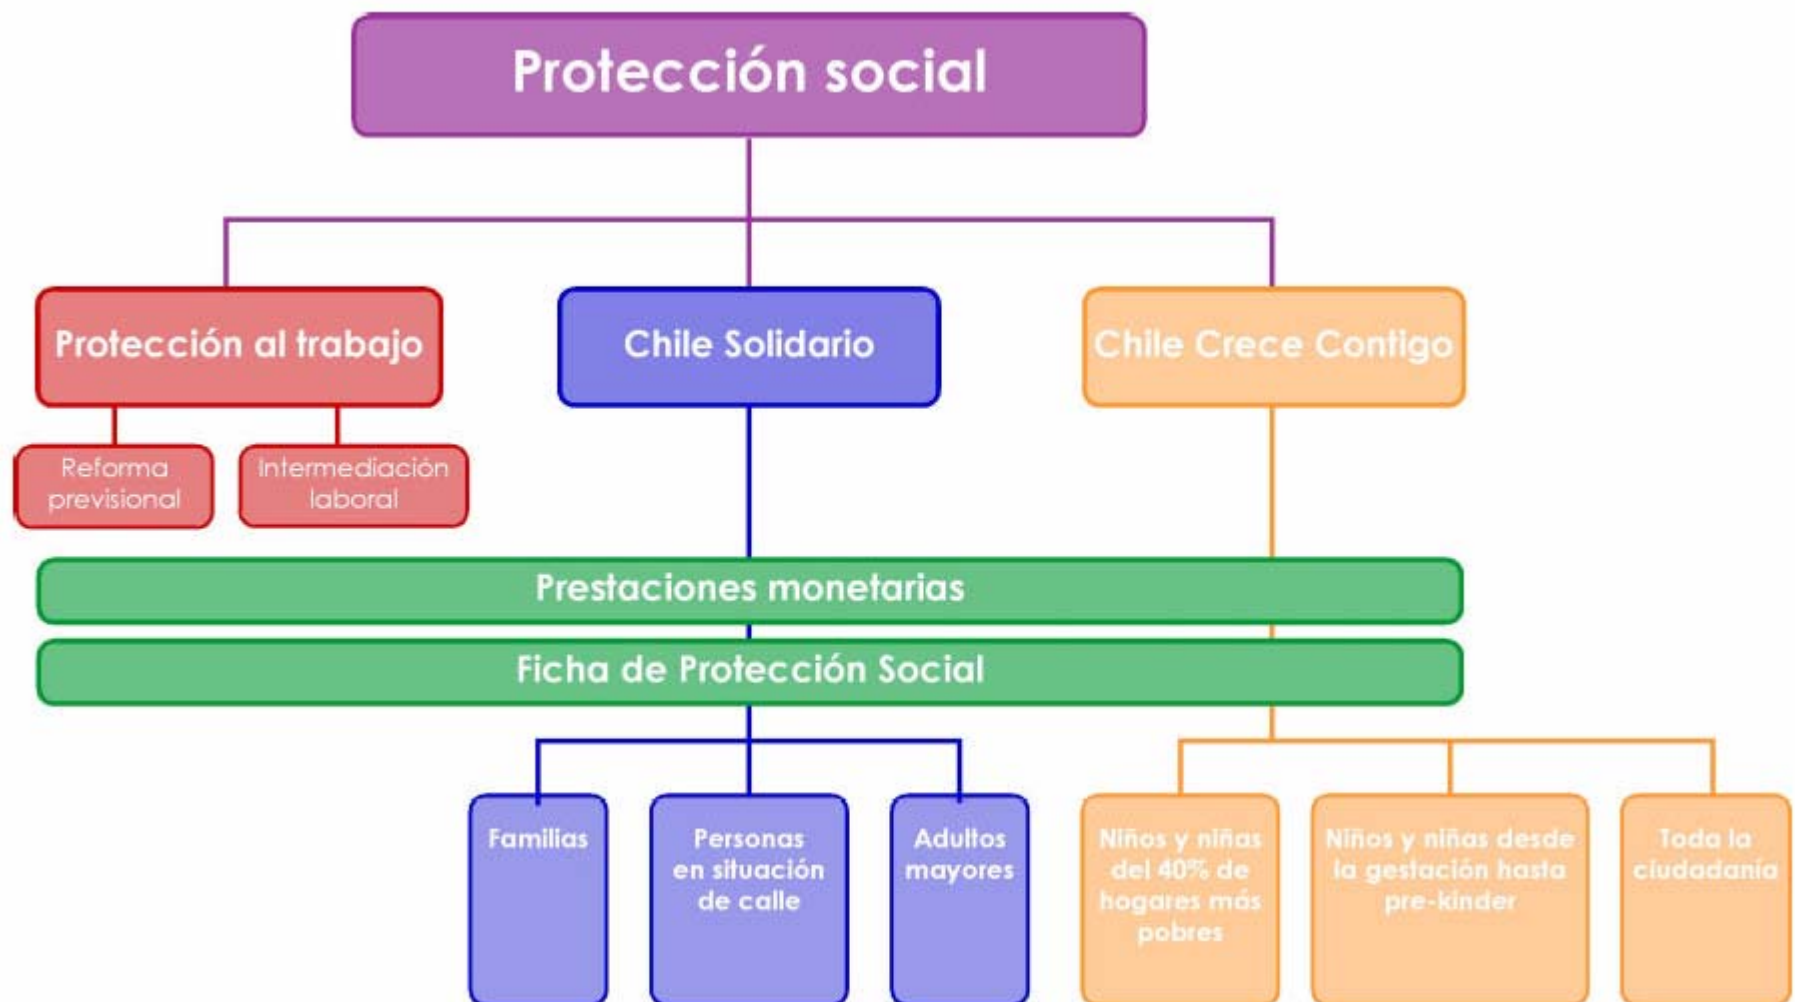 Protección social
Protección al trabajo
Chile Solidario
Chile Crece Contigo
Reforma
previsional
Intermediación
laboral
Prestaciones monetarias
Ficha de Protección Social
Familias
Personas
en situación
de calle
Adultos
mayores
Niños y niñas
del 40% de
hogares más
pobres
Niños y niñas desde
la gestación hasta
pre-kinder
Toda la
ciudadanía